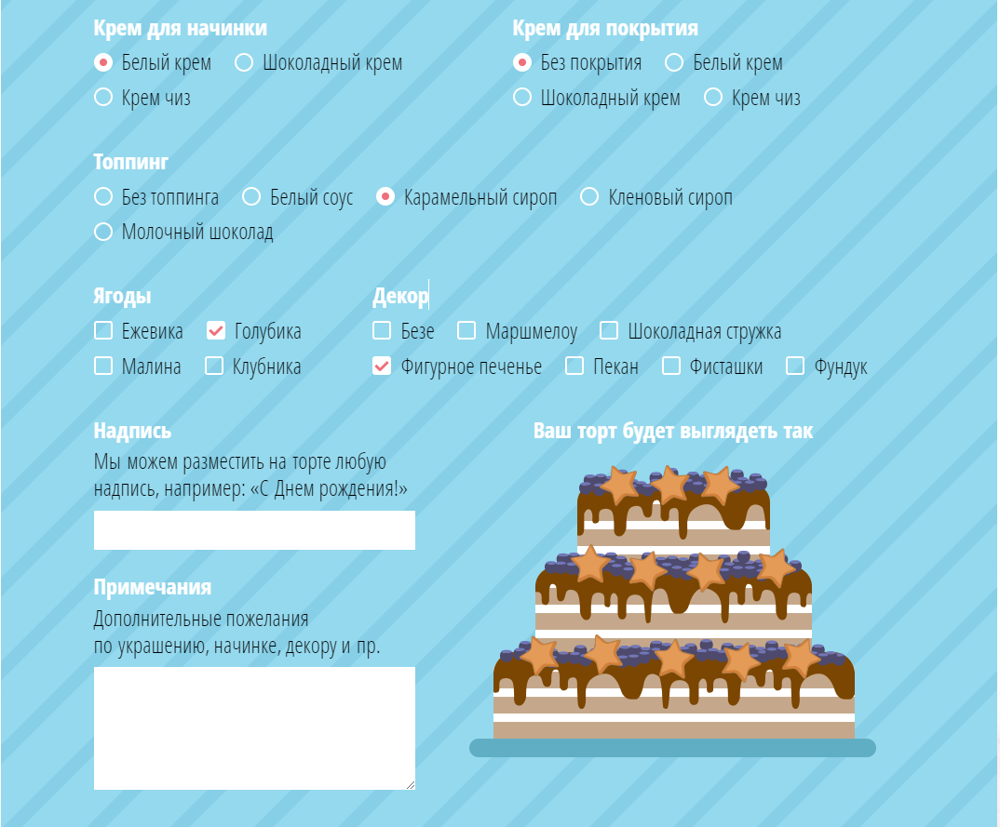 Крем для начинки
Белый крем Шоколадный крем
Крем чиз
Крем для покрытия
Без покрытия Белый крем
Шоколадный крем Крем чиз
Топпинг
Без топпинга Белый соус Карамельный сироп Кленовый сироп
Молочный шоколад
Ягоды
Ежевика Голубика
Малина Клубника
Декор
Безе Маршмелоу Шоколадная стружка
Фигурное печенье Пекан Фисташки Фундук
Надпись
Мы можем разместить на торте любую
надпись, например: «С Днем рождения!»
Примечания
Дополнительные пожелания
по украшению, начинке, декору и пр.
Ваш торт будет выглядеть так